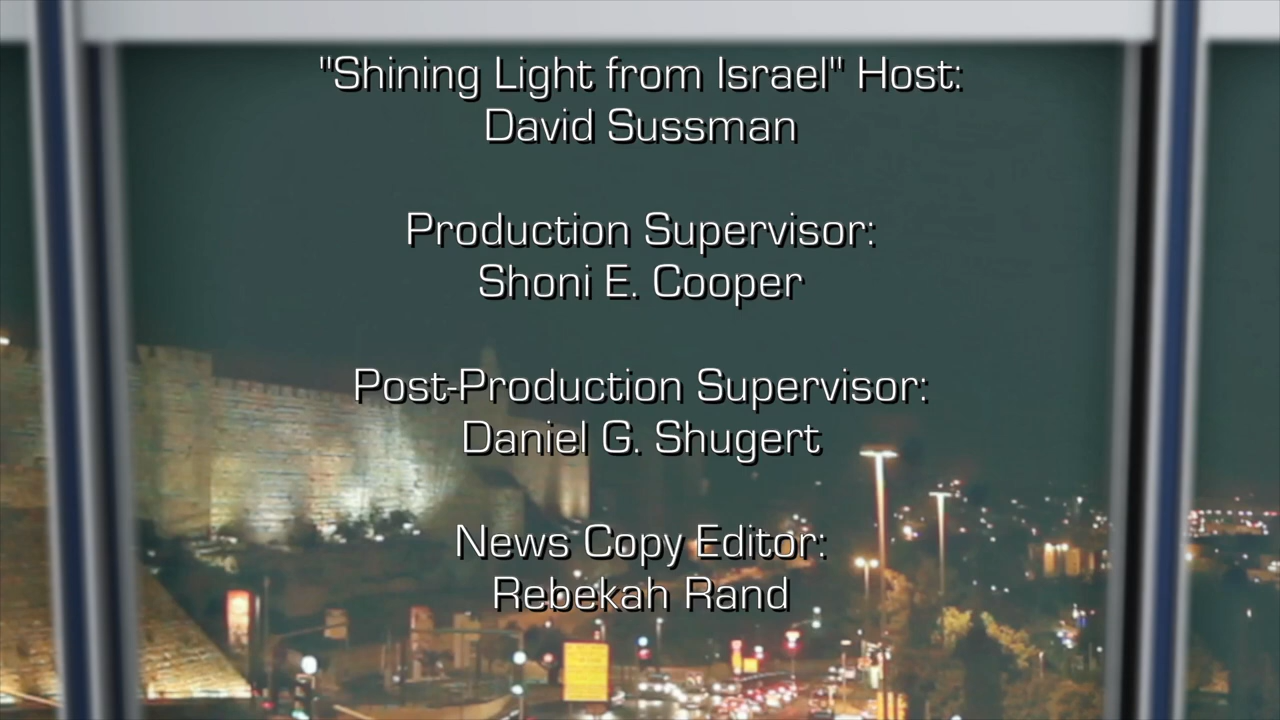 "Shining Light from Israel" Host:
David Sussman
Production Supervisor:
Shoni E. Cooper
Post-Production Supervisor:
Daniel G. Shugert
News Copy Editor:
Rebekah Rand